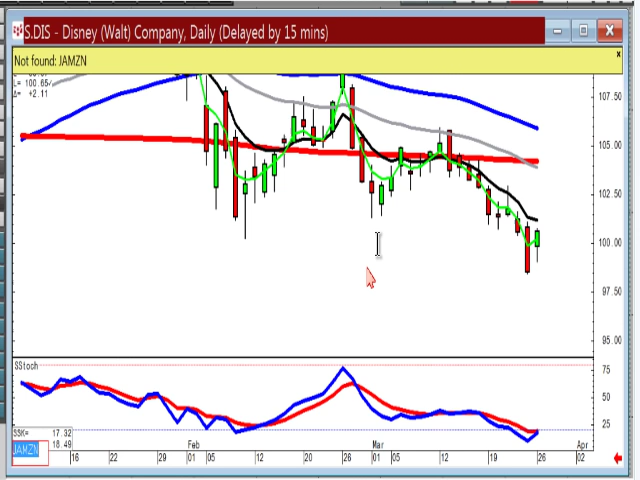 S.DIS - Disney (Walt) Company, Daily (Delayed by 15 mins)
Not found: JAMZN
L= 100.65
Δ= +2.11
107.50
105.00
102.50
100.00
97.50
95.00
SStoch
75
50
25
SSK= 17.32
18.49
JAMZN
Feb Mar Apr
16 22 29 01 05 12 20 26 01 05 12 19 26 02